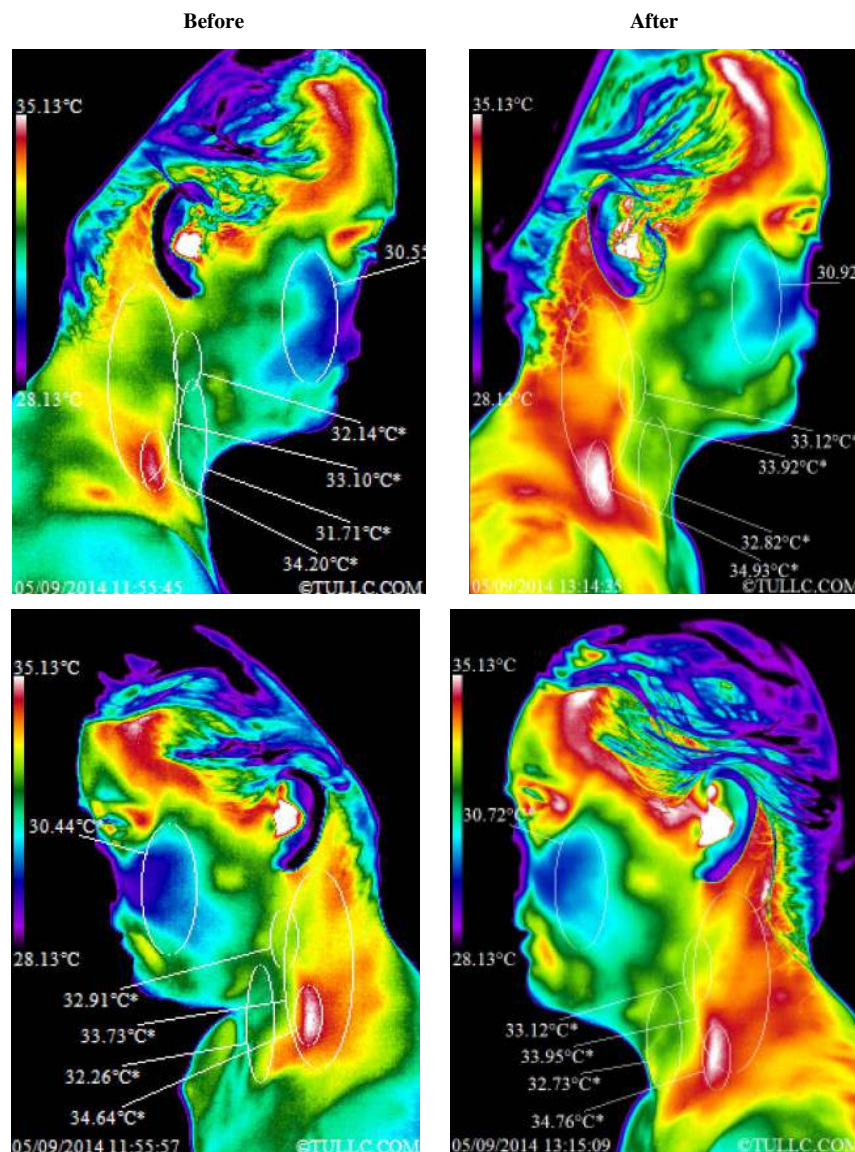 Before
After
35.13°C
30.55
28.13°C
32.14°C*
33.10°C*
31.71°C*
34.20°C*
05/09/2014 11:55:45
©TULLC.COM
35.13°C
30.92
28.13°C
33.12°C*
33.92°C*
32.82°C*
34.93°C*
05/09/2014 13:14:35
©TULLC.COM
35.13°C
30.44°C*
28.13°C
32.91°C*
33.73°C*
32.26°C*
34.64°C*
05/09/2014 11:55:57
©TULLC.COM
35.13°C
30.72°C*
28.13°C
33.12°C*
33.95°C*
32.73°C*
34.76°C*
05/09/2014 13:15:09
©TULLC.COM